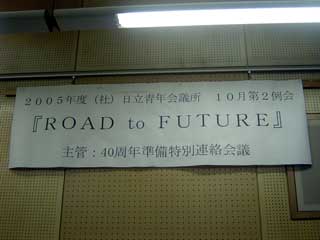 ２００５年度（社）日立青年会議所　１０月第２例会
『ROAD to FUTURE』
主管：40周年準備特別連絡会議